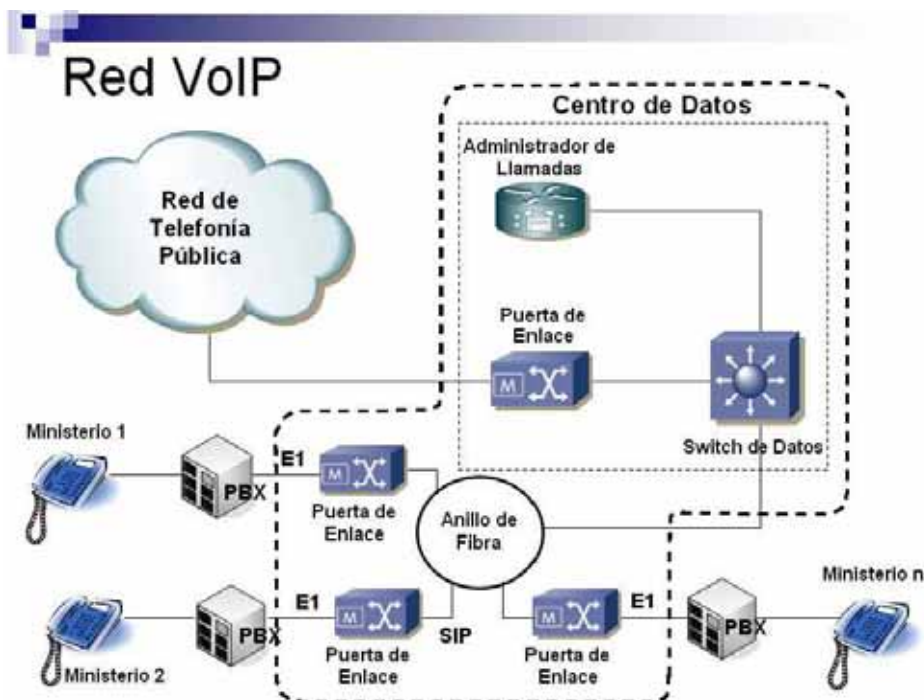 Red VoIP
Centro de Datos
Administrador de
Llamadas
Red de
Telefonía
Pública
Puerta de
Enlace
M
Switch de Datos
Ministerio 1
PBX
E1
M
Puerta de
Enlace
Anillo de
Fibra
Ministerio 2
PBX
E1
M
Puerta de
Enlace
SIP
M
Puerta de
Enlace
E1
PBX
Ministerio n